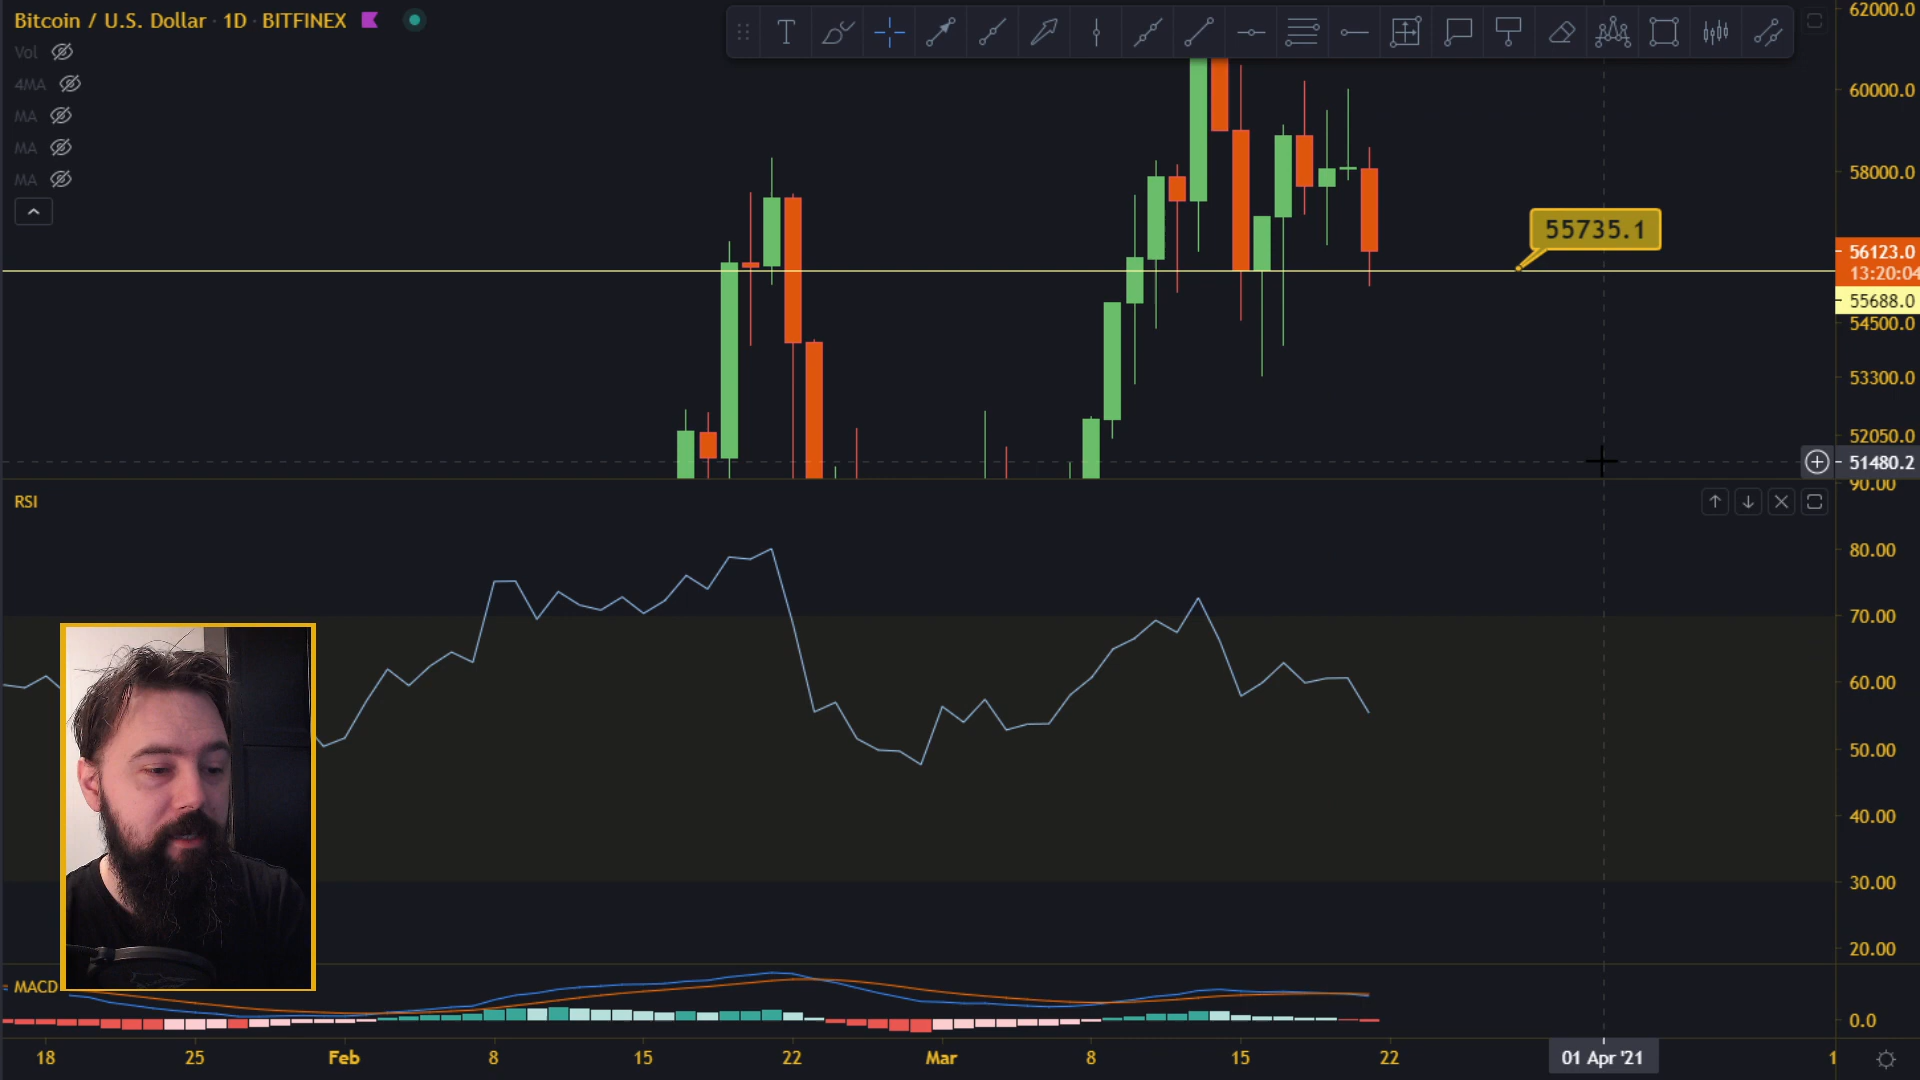 Bitcoin / U.S. Dollar · 1D · BITFINEX
Vol
4MA
MA
MA
MA
62000.0
60000.0
58000.0
55735.1
56123.0
13:20:04
55688.0
54500.0
53300.0
52050.0
51480.2
90.00
RSI
80.00
70.00
60.00
50.00
40.00
30.00
20.00
MACD
0.0
18 25 Feb 8 15 22 Mar 8 15 22 01 Apr '21 1